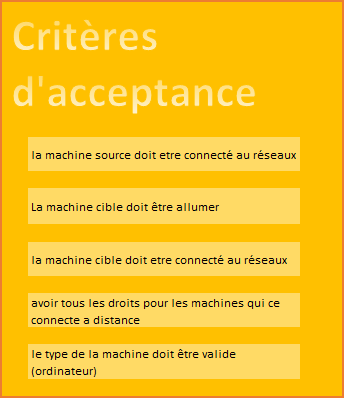 Critères
d'acceptance
la machine source doit etre connecté au réseaux
La machine cible doit être allumer
la machine cible doit etre connecté au réseaux
avoir tous les droits pour les machines qui ce
connecte a distance
le type de la machine doit être valide
(ordinateur)